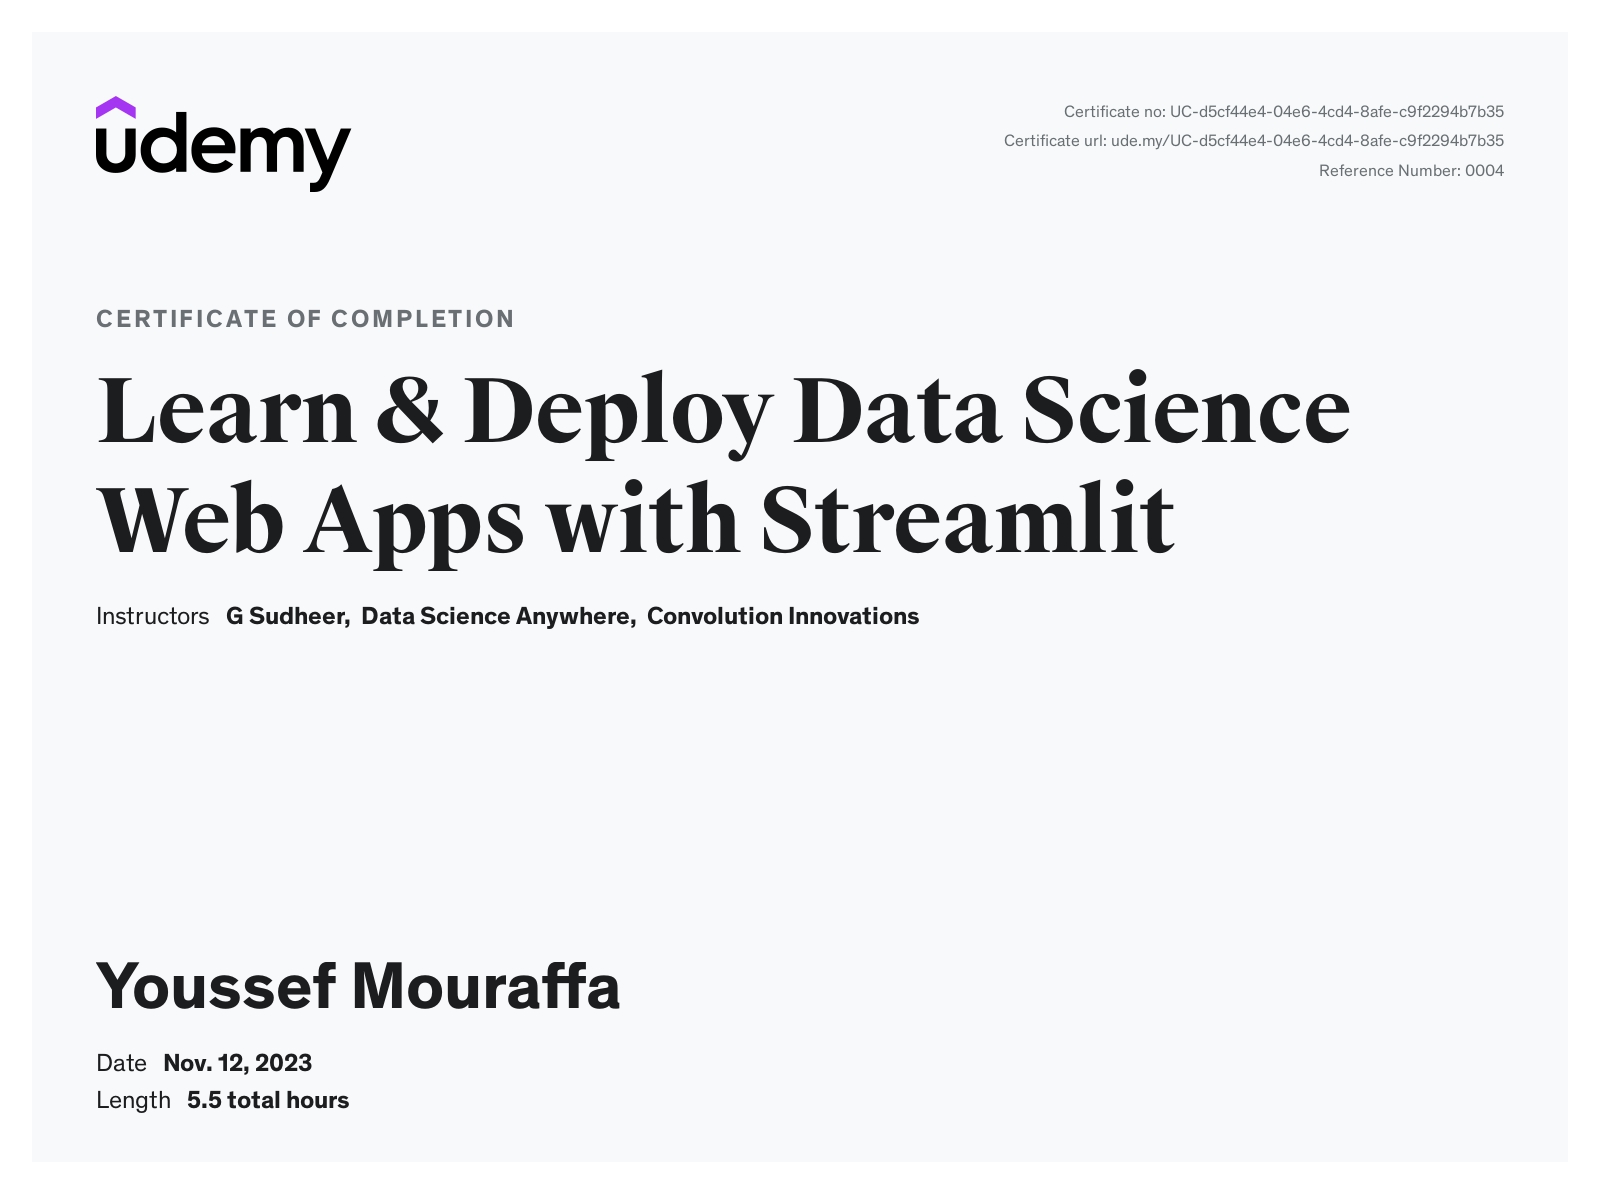 udemy
Certificate no: UC-d5cf44e4-04e6-4cd4-8afe-c9f2294b7b35
Certificate url: ude.my/UC-d5cf44e4-04e6-4cd4-8afe-c9f2294b7b35
Reference Number: 0004
CERTIFICATE OF COMPLETION
Learn & Deploy Data Science
Web Apps with Streamlit
Instructors G Sudheer, Data Science Anywhere, Convolution Innovations
Youssef Mouraffa
Date Nov. 12, 2023
Length 5.5 total hours